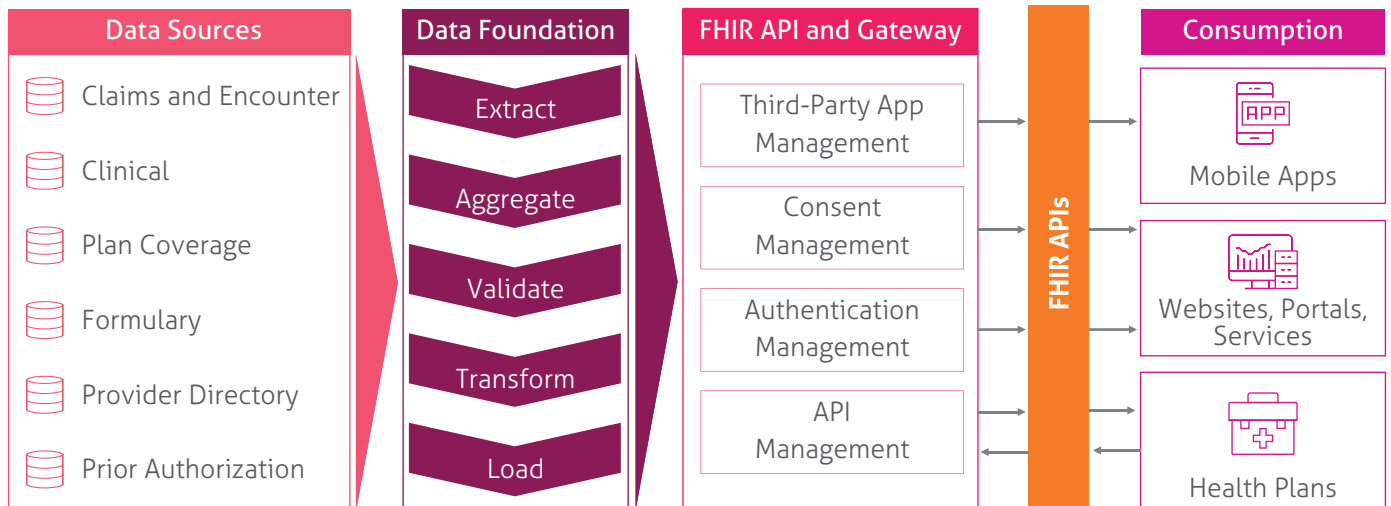 Data Sources
Claims and Encounter
Clinical
Plan Coverage
Formulary
Provider Directory
Prior Authorization
Data Foundation
Extract
Aggregate
Validate
Transform
Load
FHIR API and Gateway
Third-Party App
Management
Consent
Management
Authentication
Management
API
Management
FHIR APIs
Consumption
APP
Mobile Apps
Websites, Portals,
Services
Health Plans